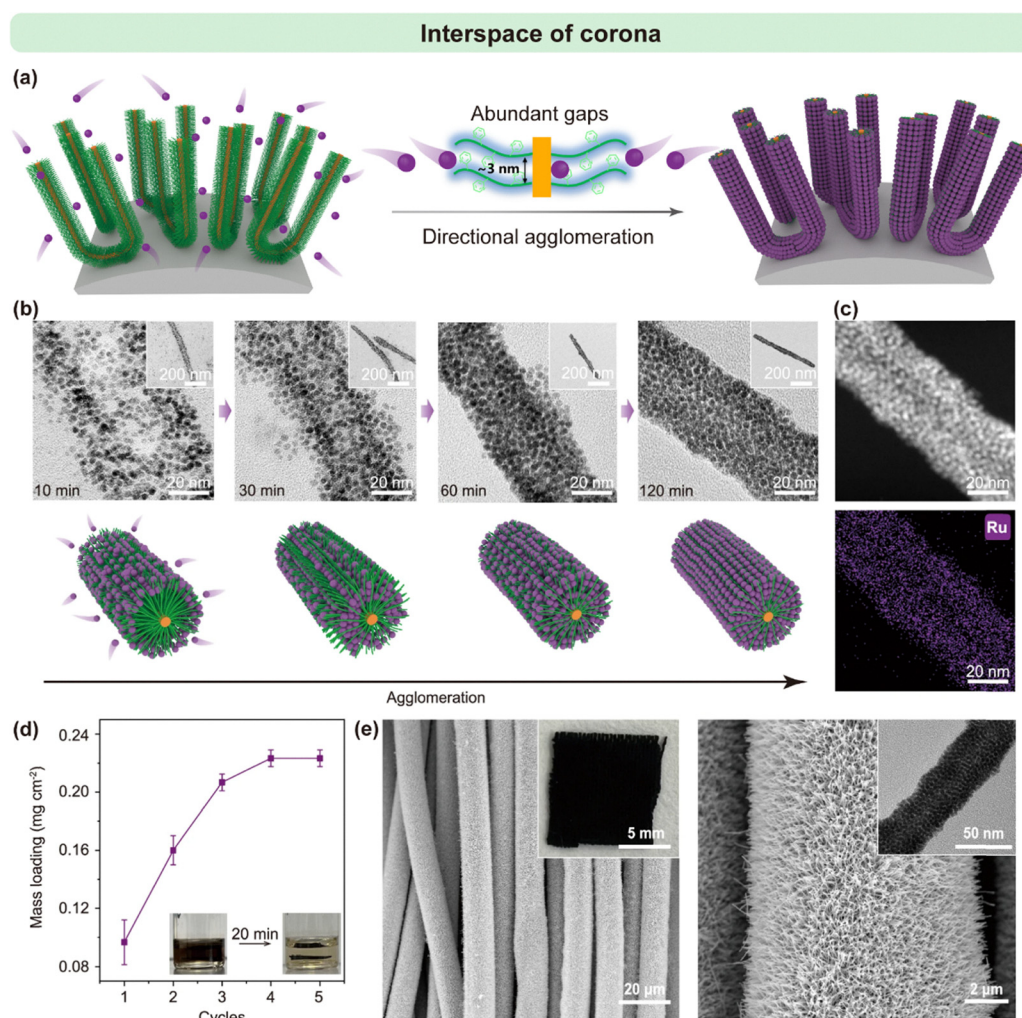 Interspace of corona
(a)
Abundant gaps
~3 nm
Directional agglomeration
(b)
(c)
200 nm
200 nm
200 nm
200 nm
10 min
20 nm
30 min
20 nm
60 min
20 nm
120 min
20 nm
20 nm
Ru
20 nm
Agglomeration
(d)
(e)
Mass loading (mg cm-2)
0.24
0.20
0.16
0.12
0.08
20 min
1 2 3 4 5
Cycles
5 mm
20 μm
50 nm
2 μm